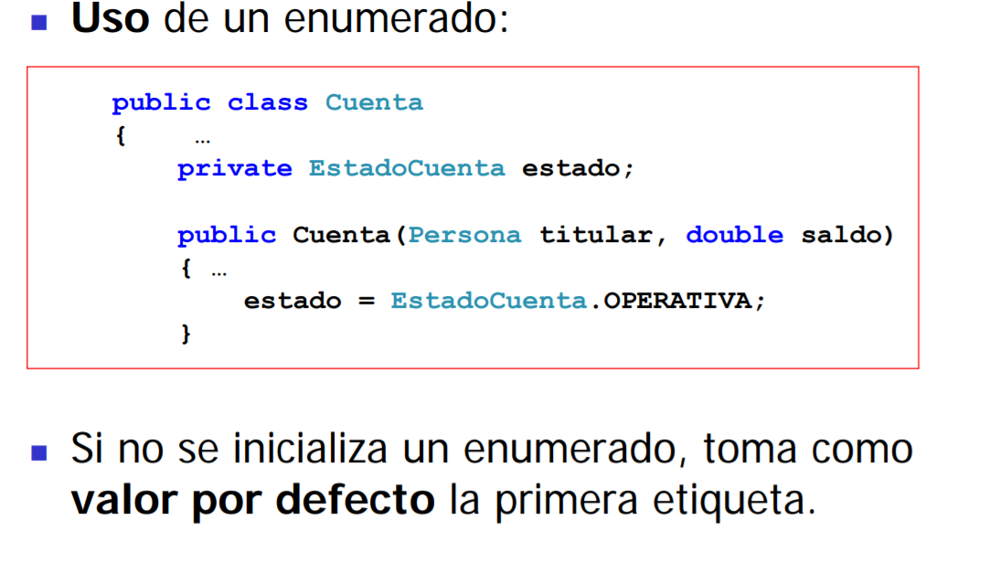 Uso de un enumerado:
public class Cuenta
{ …
private EstadoCuenta estado;
public Cuenta(Persona titular, double saldo)
{ …
estado = EstadoCuenta.OPERATIVA;
}
Si no se inicializa un enumerado, toma como
valor por defecto la primera etiqueta.